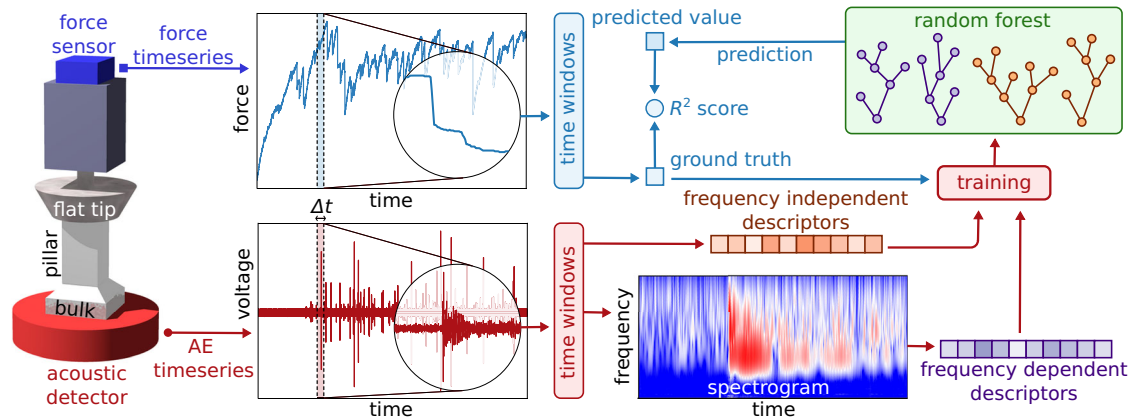 force
sensor
force
timeseries
flat tip
pillar
bulk
acoustic
detector
AE
timeseries
force
time
Δt
voltage
time
time windows
time windows
predicted value
prediction
R² score
ground truth
random forest
training
frequency independent
descriptors
frequency
spectrogram
time
frequency dependent
descriptors